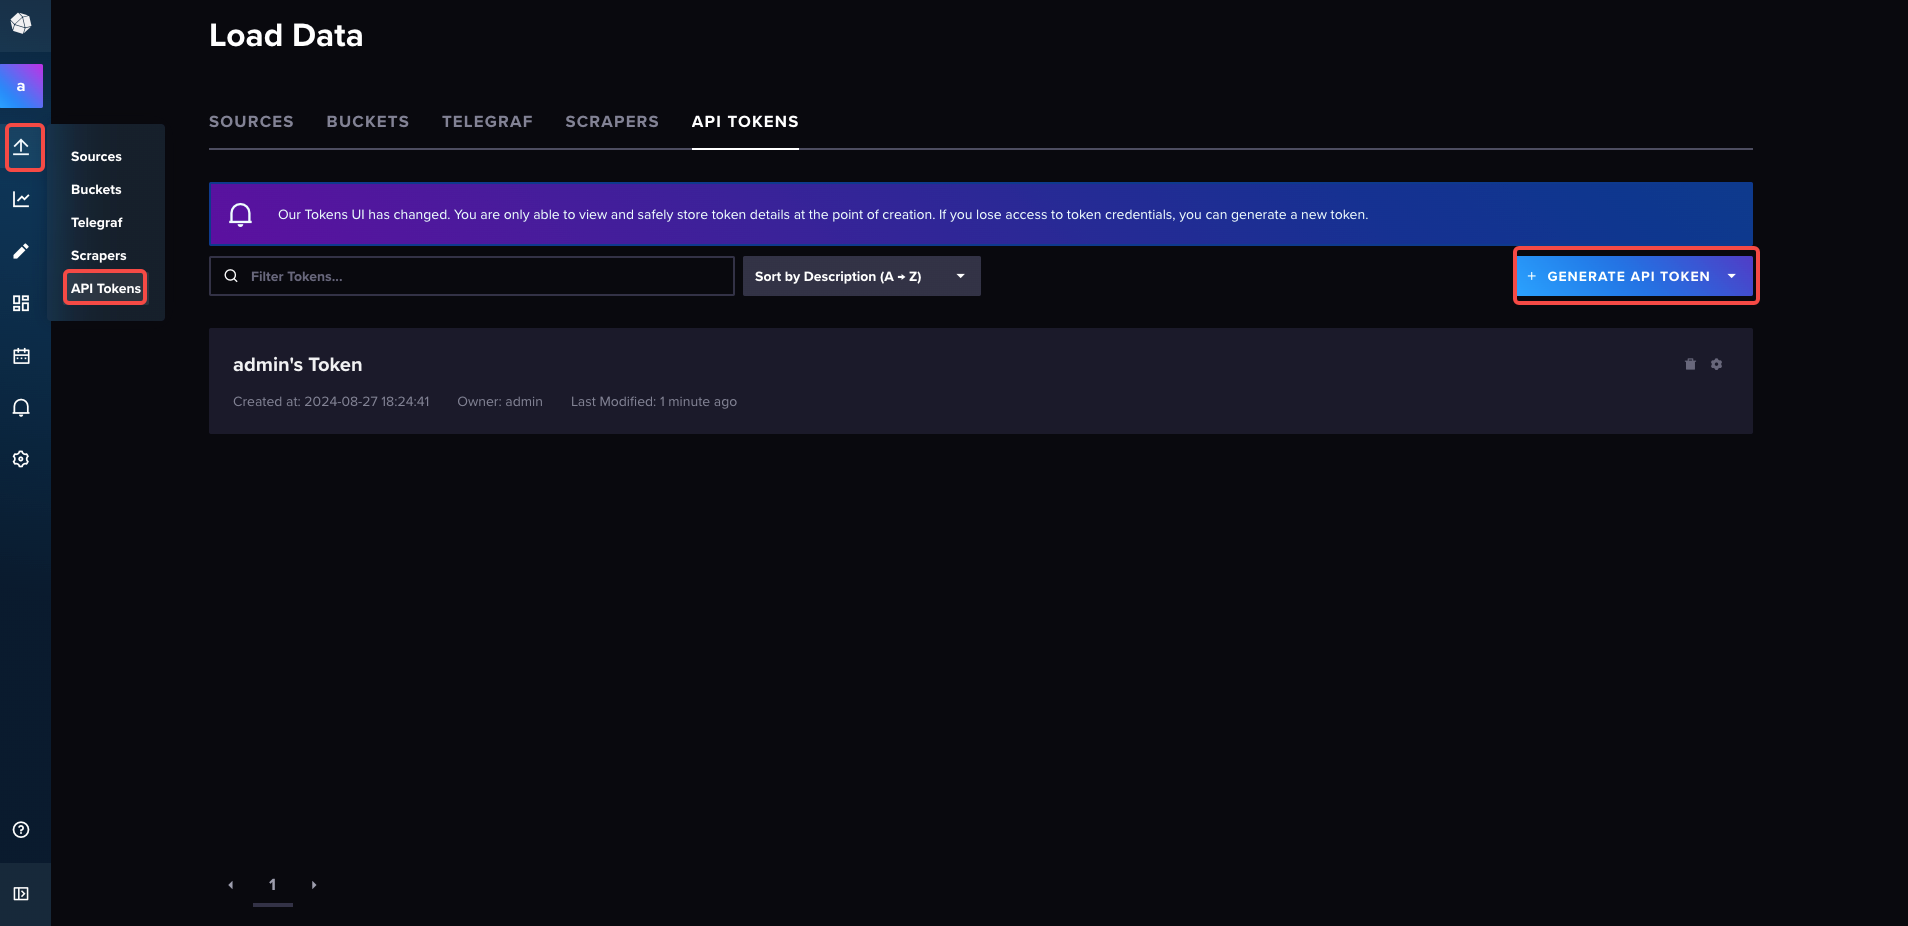 Load Data
a
SOURCES BUCKETS TELEGRAF SCRAPERS API TOKENS
Sources
Buckets
Telegraf
Scrapers
API Tokens
Our Tokens UI has changed. You are only able to view and safely store token details at the point of creation. If you lose access to token credentials, you can generate a new token.
Filter Tokens... Sort by Description (A → Z) + GENERATE API TOKEN
admin's Token
Created at: 2024-08-27 18:24:41 Owner: admin Last Modified: 1 minute ago
1